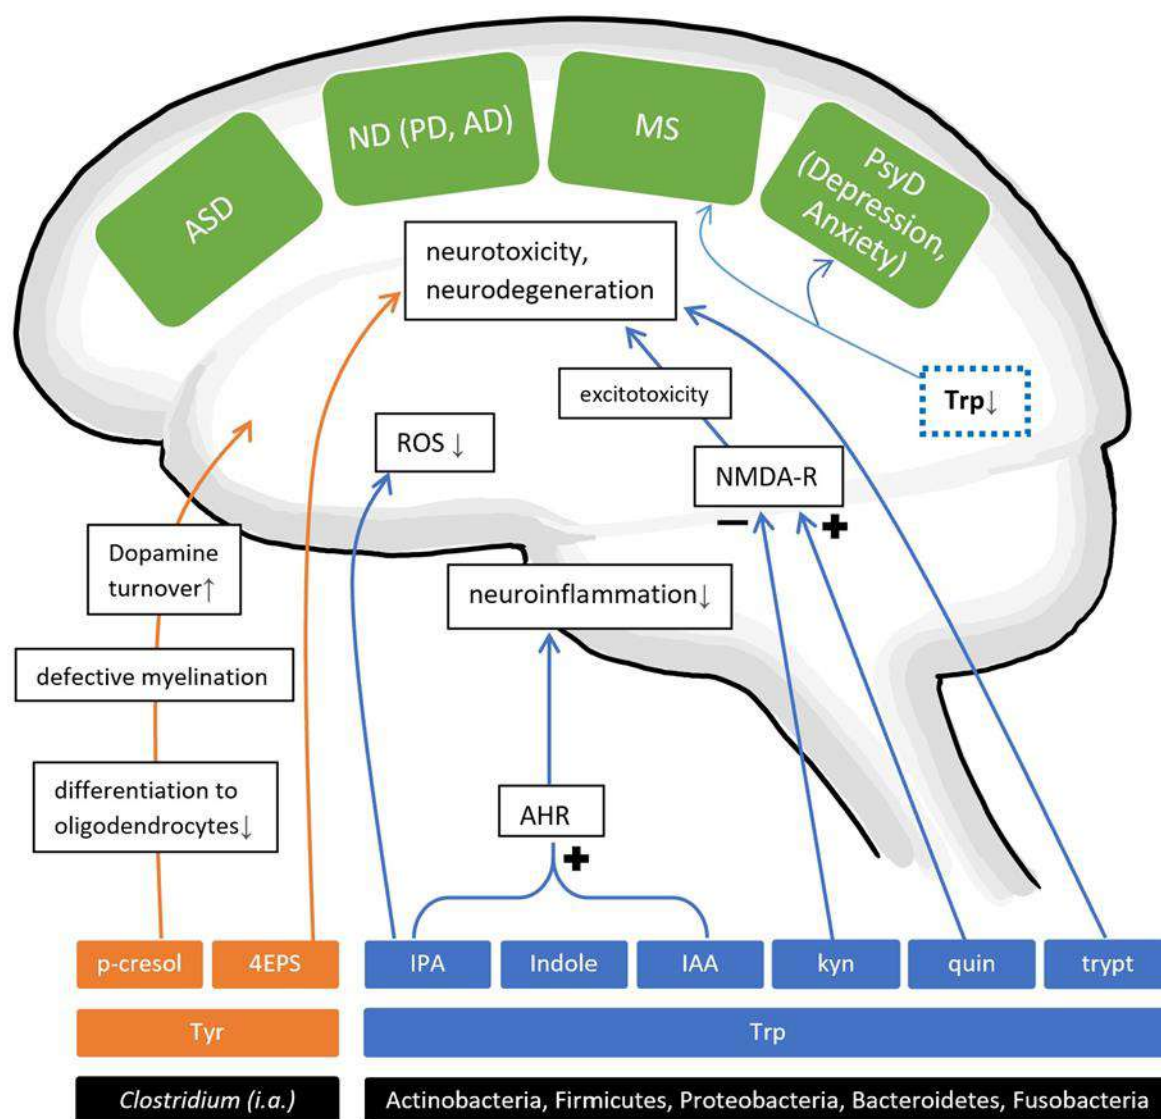 ASD
ND (PD, AD)
MS
PsyD
(Depression,
Anxiety)
neurotoxicity,
neurodegeneration
excitotoxicity
Trp↓
ROS ↓
NMDA-R
− +
Dopamine
turnover↑
neuroinflammation↓
defective myelination
differentiation to
oligodendrocytes↓
AHR
+
p-cresol 4EPS IPA Indole IAA kyn quin trypt
Tyr Trp
Clostridium (i.a.) Actinobacteria, Firmicutes, Proteobacteria, Bacteroidetes, Fusobacteria